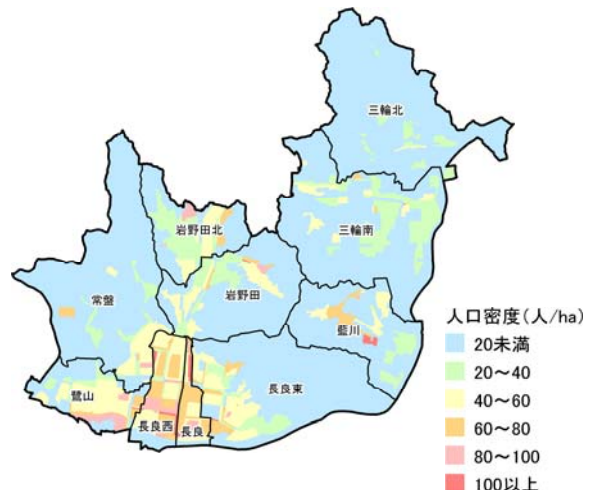 三輪北
岩野田北
三輪南
常盤
岩野田
藍川
鷺山
長良東
長良西
長良
人口密度(人/ha)
20未満
20～40
40～60
60～80
80～100
100以上